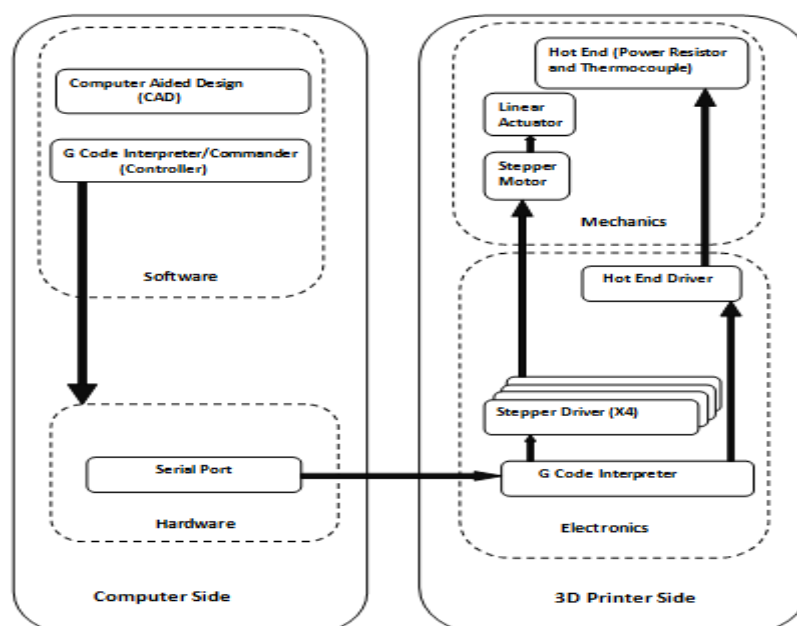 Computer Aided Design
(CAD)
G Code Interpreter/Commander
(Controller)
Software
Serial Port
Hardware
Computer Side
Hot End (Power Resistor
and Thermocouple)
Linear
Actuator
Stepper
Motor
Mechanics
Hot End Driver
Stepper Driver (X4)
G Code Interpreter
Electronics
3D Printer Side